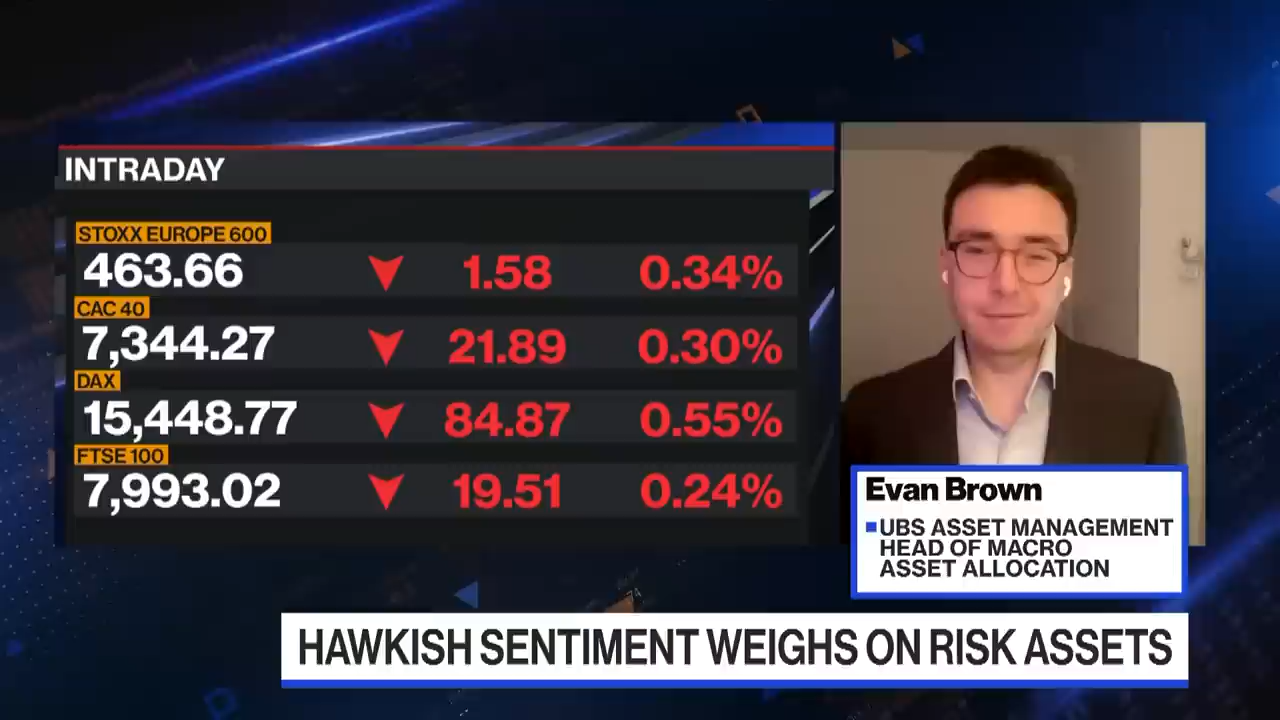 INTRADAY
STOXX EUROPE 600
463.66 1.58 0.34%
CAC 40
7,344.27 21.89 0.30%
DAX
15,448.77 84.87 0.55%
FTSE 100
7,993.02 19.51 0.24%
Evan Brown
UBS ASSET MANAGEMENT
HEAD OF MACRO
ASSET ALLOCATION
HAWKISH SENTIMENT WEIGHS ON RISK ASSETS